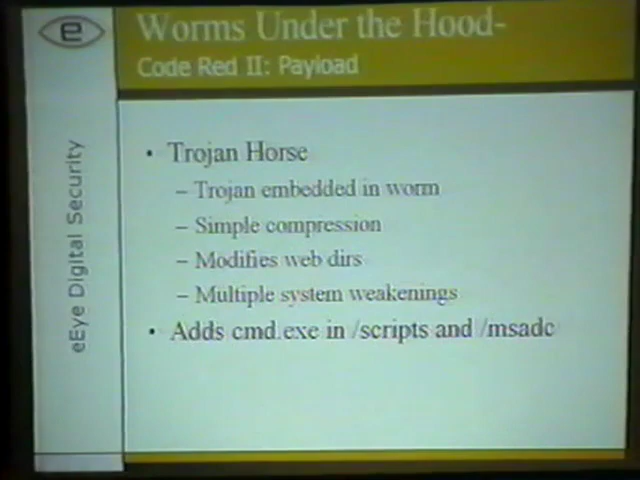 e
Worms Under the Hood-
Code Red II: Payload
eEye Digital Security
• Trojan Horse
– Trojan embedded in worm
– Simple compression
– Modifies web dirs
– Multiple system weakenings
• Adds cmd.exe in /scripts and /msadc